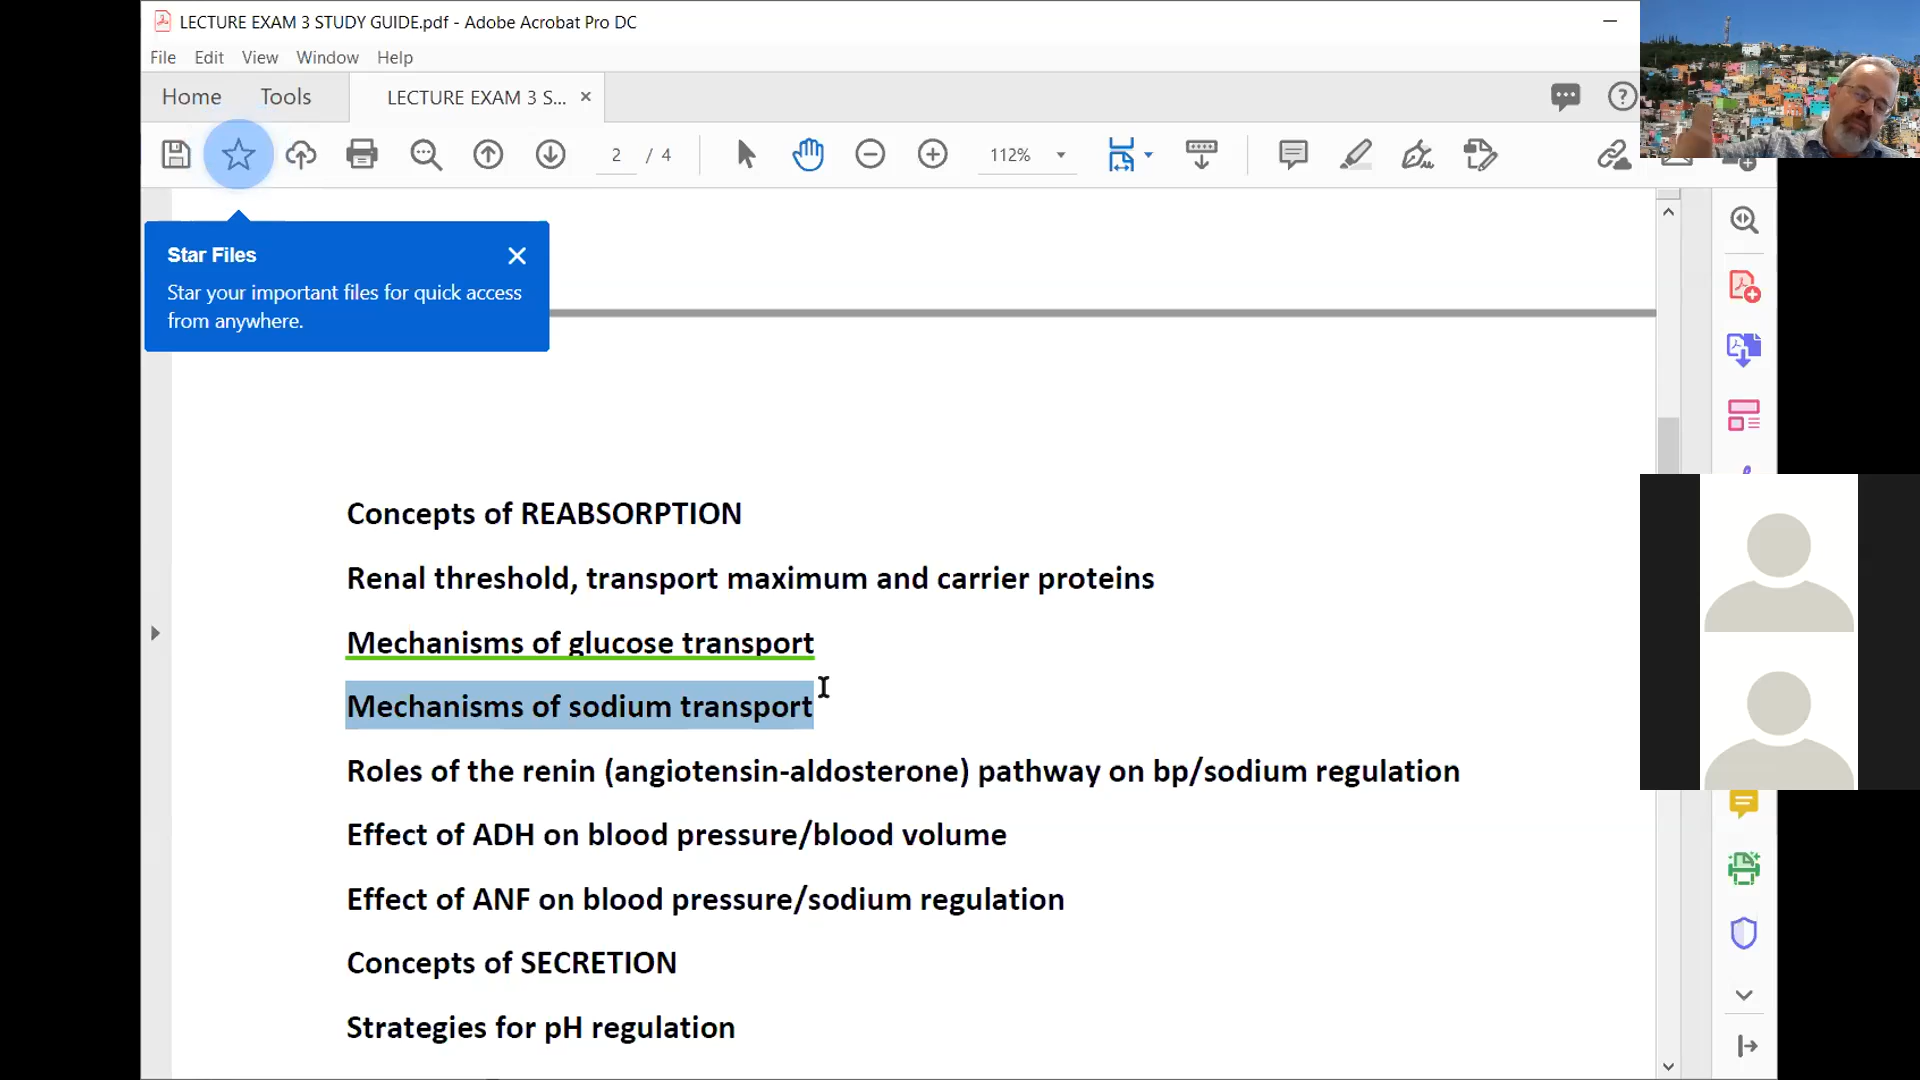 LECTURE EXAM 3 STUDY GUIDE.pdf - Adobe Acrobat Pro DC
File Edit View Window Help
Home Tools LECTURE EXAM 3 S...
2 / 4 112%
Star Files
Star your important files for quick access
from anywhere.
Concepts of REABSORPTION
Renal threshold, transport maximum and carrier proteins
Mechanisms of glucose transport
Mechanisms of sodium transport
Roles of the renin (angiotensin-aldosterone) pathway on bp/sodium regulation
Effect of ADH on blood pressure/blood volume
Effect of ANF on blood pressure/sodium regulation
Concepts of SECRETION
Strategies for pH regulation